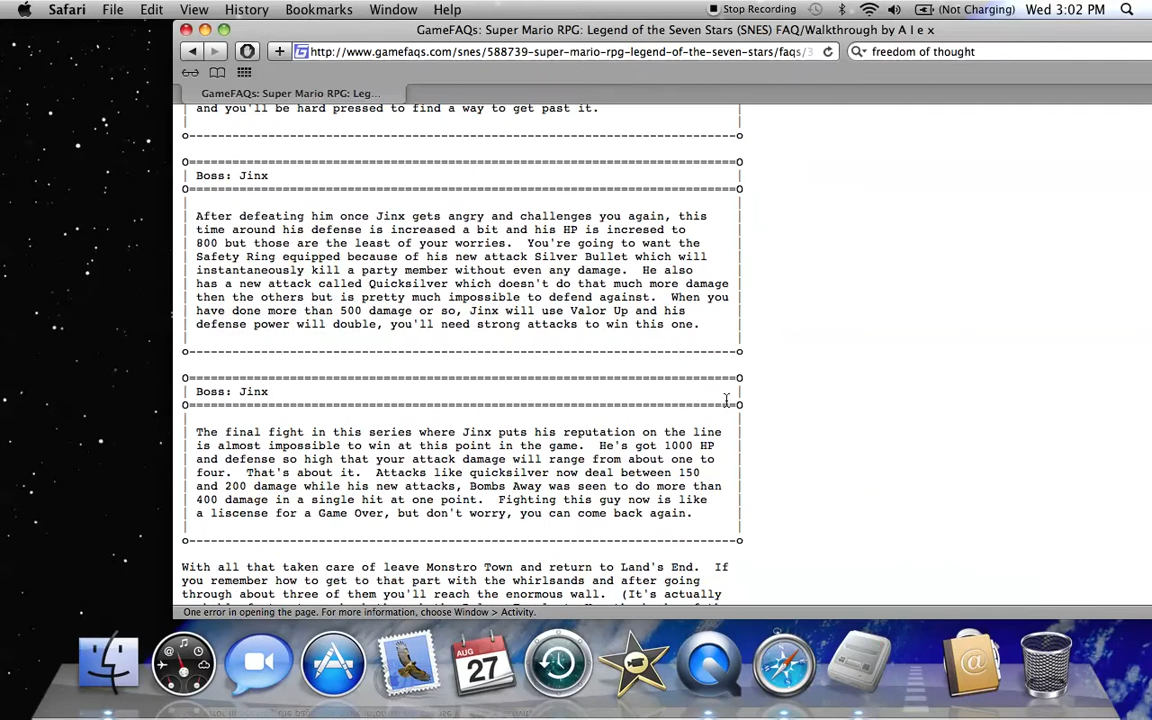 Safari File Edit View History Bookmarks Window Help Stop Recording (Not Charging) Wed 3:02 PM
GameFAQs: Super Mario RPG: Legend of the Seven Stars (SNES) FAQ/Walkthrough by A l e x
http://www.gamefaqs.com/snes/588739-super-mario-rpg-legend-of-the-seven-stars/faqs/3 freedom of thought
GameFAQs: Super Mario RPG: Leg...
and you'll be hard pressed to find a way to get past it.
Boss: Jinx
After defeating him once Jinx gets angry and challenges you again, this
time around his defense is increased a bit and his HP is incresed to
800 but those are the least of your worries. You're going to want the
Safety Ring equipped because of his new attack Silver Bullet which will
instantaneously kill a party member without even any damage. He also
has a new attack called Quicksilver which doesn't do that much more damage
then the others but is pretty much impossible to defend against. When you
have done more than 500 damage or so, Jinx will use Valor Up and his
defense power will double, you'll need strong attacks to win this one.
Boss: Jinx
The final fight in this series where Jinx puts his reputation on the line
is almost impossible to win at this point in the game. He's got 1000 HP
and defense so high that your attack damage will range from about one to
four. That's about it. Attacks like quicksilver now deal between 150
and 200 damage while his new attacks, Bombs Away was seen to do more than
400 damage in a single hit at one point. Fighting this guy now is like
a liscense for a Game Over, but don't worry, you can come back again.
With all that taken care of leave Monstro Town and return to Land's End. If
you remember how to get to that part with the whirlsands and after going
through about three of them you'll reach the enormous wall. (It's actually
One error in opening the page. For more information, choose Window > Activity.
AUG
27